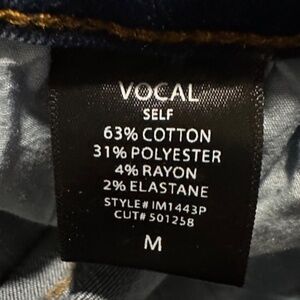 VOCAL
SELF
63% COTTON
31% POLYESTER
4% RAYON
2% ELASTANE
STYLE# IM1443P
CUT# 501258
M